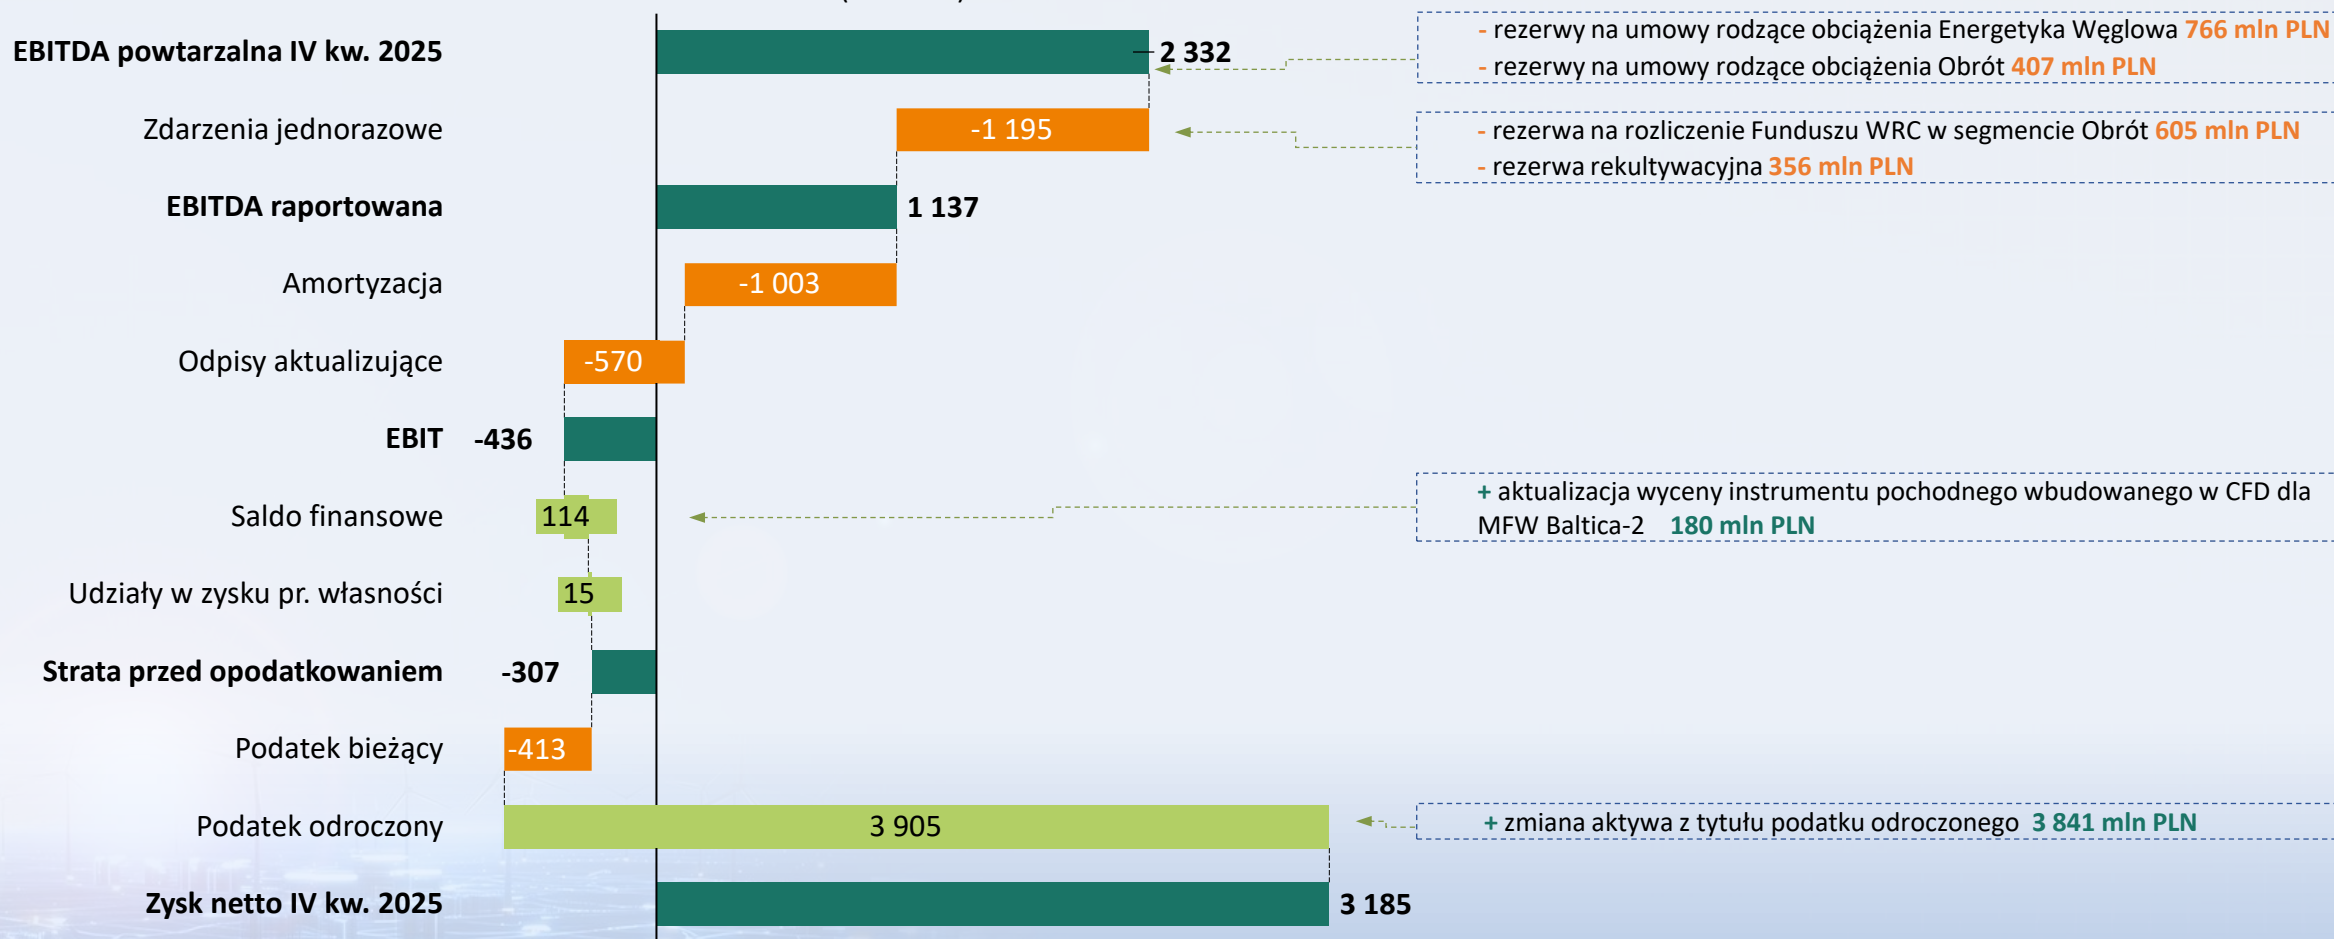 EBITDA powtarzalna IV kw. 2025
2 332
- rezerwy na umowy rodzące obciążenia Energetyka Węglowa 766 mln PLN
- rezerwy na umowy rodzące obciążenia Obrót 407 mln PLN
Zdarzenia jednorazowe
-1 195
- rezerwa na rozliczenie Funduszu WRC w segmencie Obrót 605 mln PLN
- rezerwa rekultywacyjna 356 mln PLN
EBITDA raportowana
1 137
Amortyzacja
-1 003
Odpisy aktualizujące
-570
EBIT
-436
Saldo finansowe
114
+ aktualizacja wyceny instrumentu pochodnego wbudowanego w CFD dla
MFW Baltica-2 180 mln PLN
Udziały w zysku pr. własności
15
Strata przed opodatkowaniem
-307
Podatek bieżący
-413
Podatek odroczony
3 905
+ zmiana aktywa z tytułu podatku odroczonego 3 841 mln PLN
Zysk netto IV kw. 2025
3 185